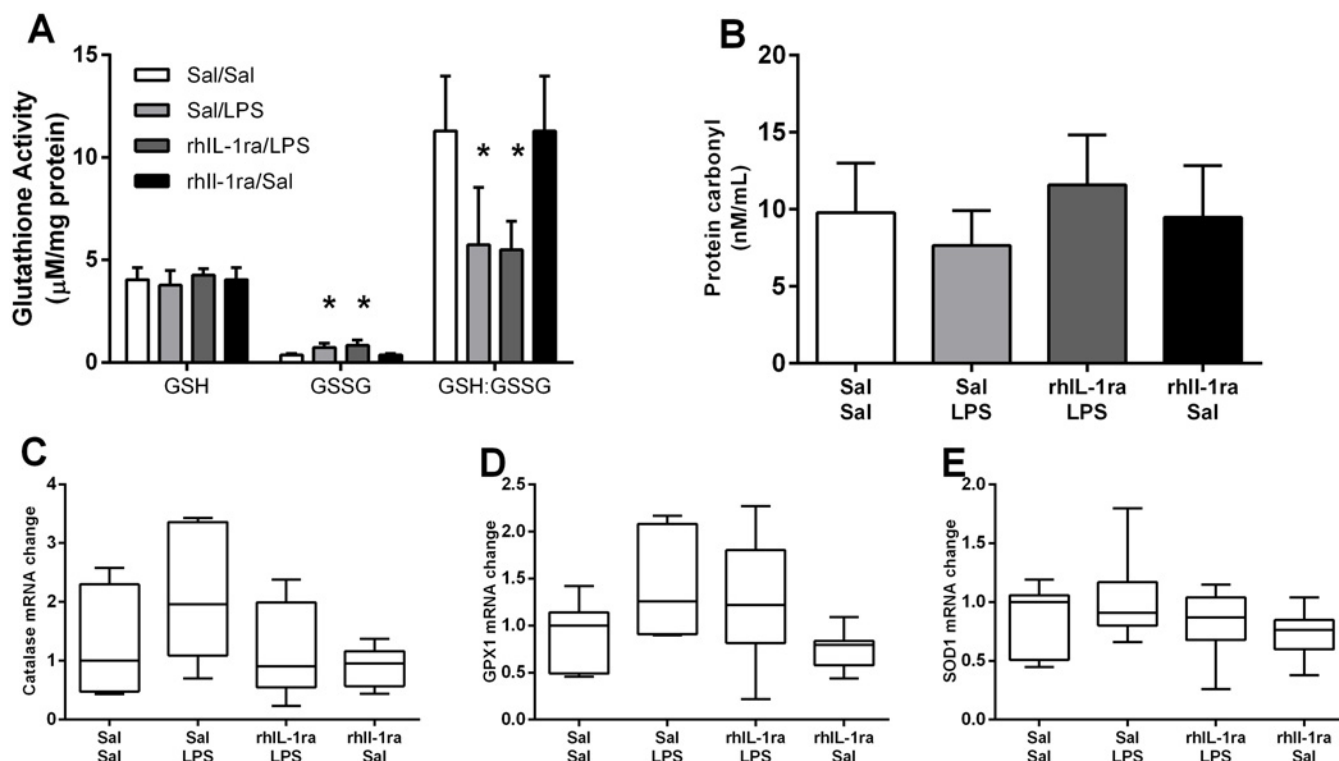 A
Glutathione Activity
(µM/mg protein)
15
10
5
0
Sal/Sal
Sal/LPS
rhIL-1ra/LPS
rhIl-1ra/Sal
* *
* *
GSH GSSG GSH:GSSG
B
Protein carbonyl
(nM/mL)
20
15
10
5
0
Sal Sal rhIL-1ra rhIl-1ra
Sal LPS LPS Sal
C
Catalase mRNA change
4
3
2
1
0
Sal Sal rhIL-1ra rhIl-1ra
Sal LPS LPS Sal
D
GPX1 mRNA change
2.5
2.0
1.5
1.0
0.5
0.0
Sal Sal rhIL-1ra rhIL-1ra
Sal LPS LPS Sal
E
SOD1 mRNA change
2.0
1.5
1.0
0.5
0.0
Sal Sal rhIL-1ra rhIl-1ra
Sal LPS LPS Sal